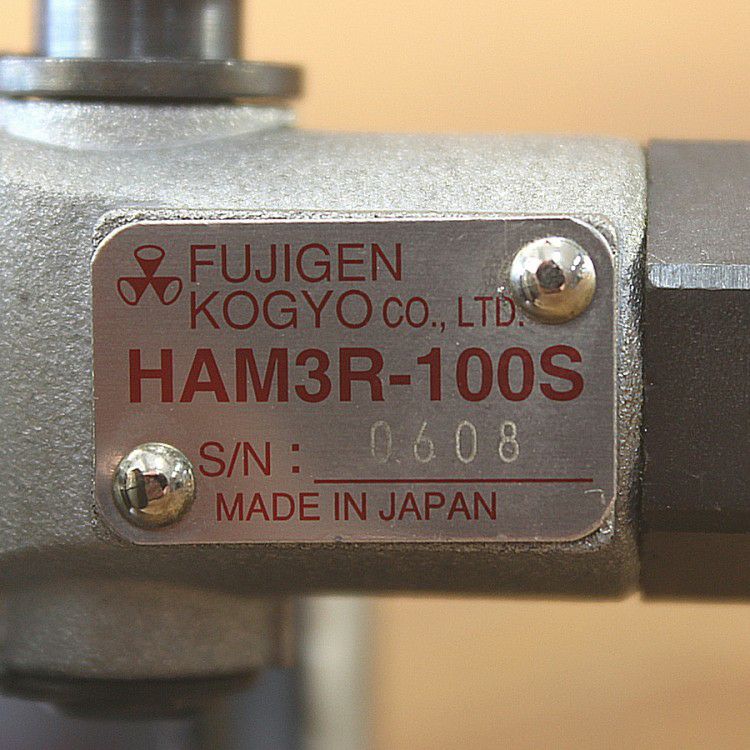 FUJIGEN
KOGYO CO., LTD.
HAM3R-100S
S/N : 0608
MADE IN JAPAN